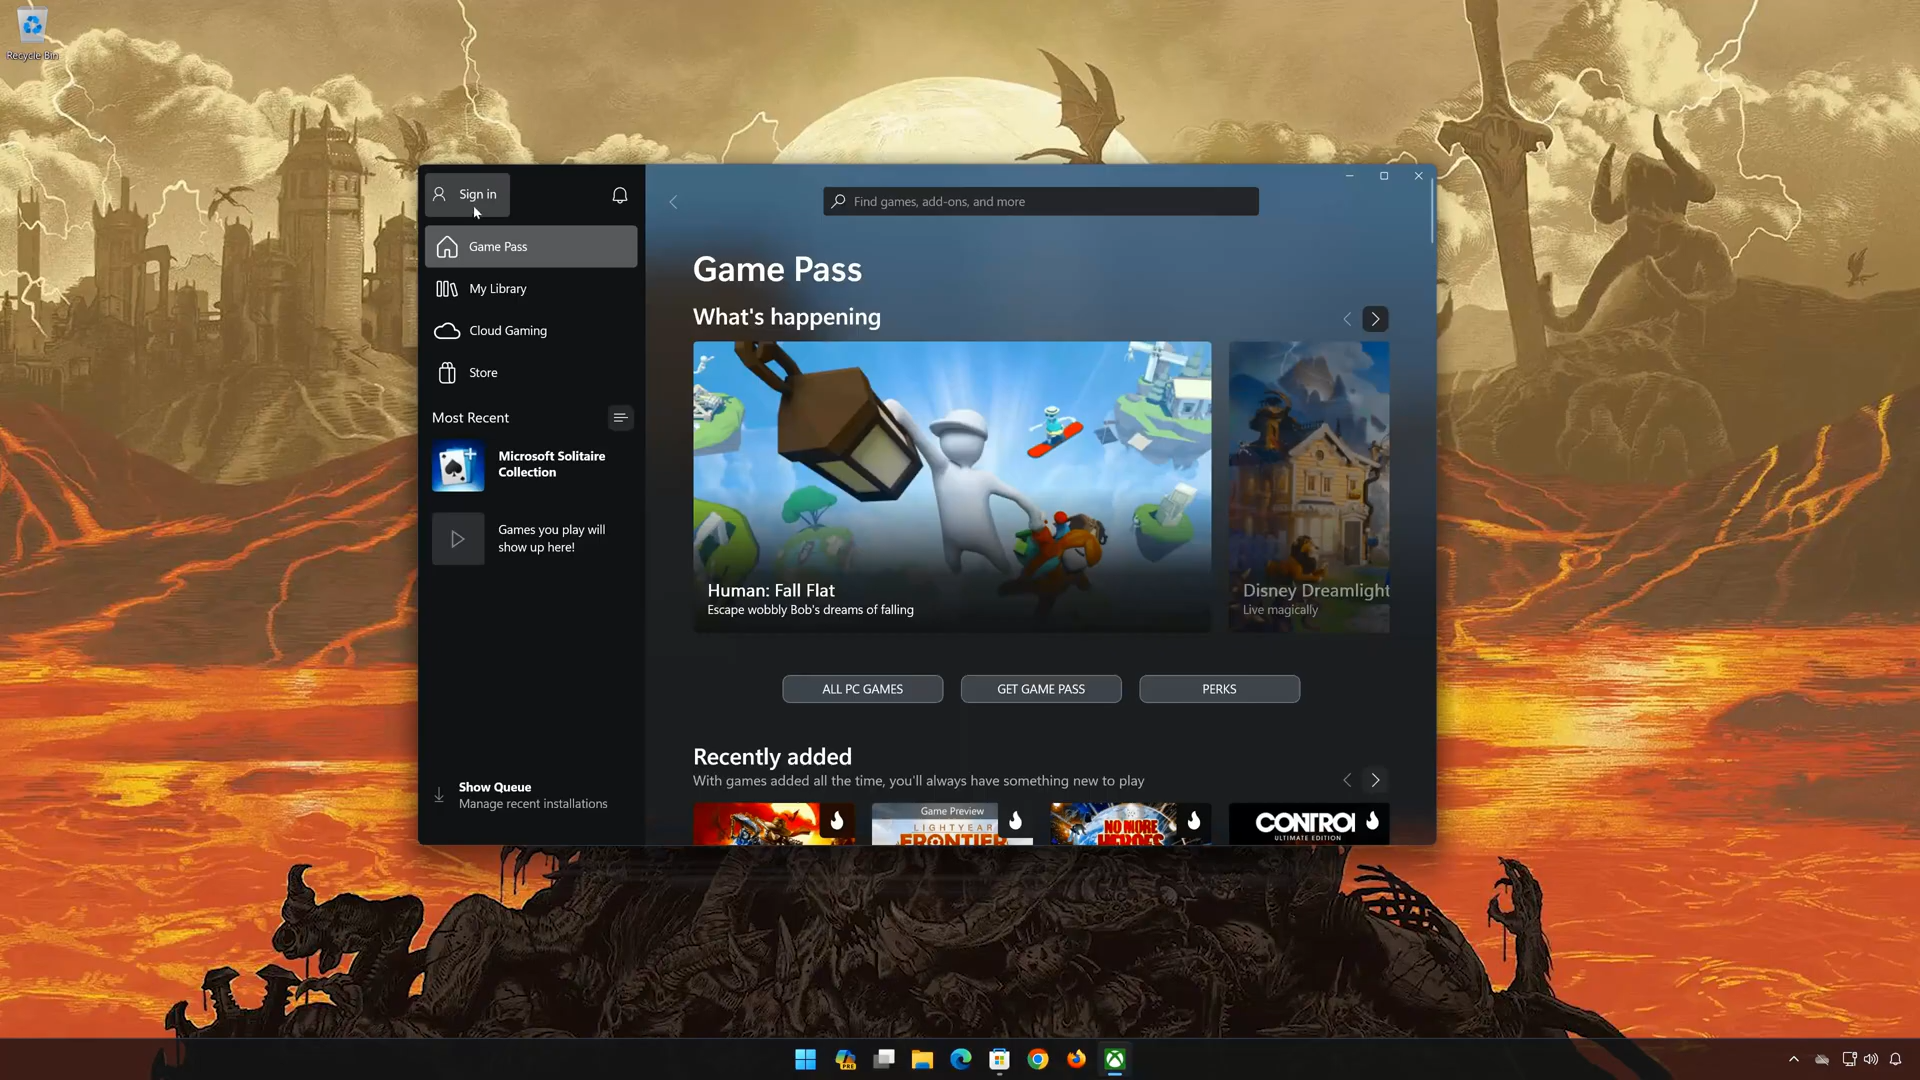 Recycle Bin
Sign in
Find games, add-ons, and more
Game Pass
My Library
Cloud Gaming
Store
Most Recent
Microsoft Solitaire
Collection
Games you play will
show up here!
Show Queue
Manage recent installations
Game Pass
What's happening
Human: Fall Flat
Escape wobbly Bob's dreams of falling
Disney Dreamlight
Live magically
ALL PC GAMES
GET GAME PASS
PERKS
Recently added
With games added all the time, you'll always have something new to play
Game Preview
LIGHTYEAR
FRONTIER
NO MORE
HEROES
CONTROL
ULTIMATE EDITION
PRE